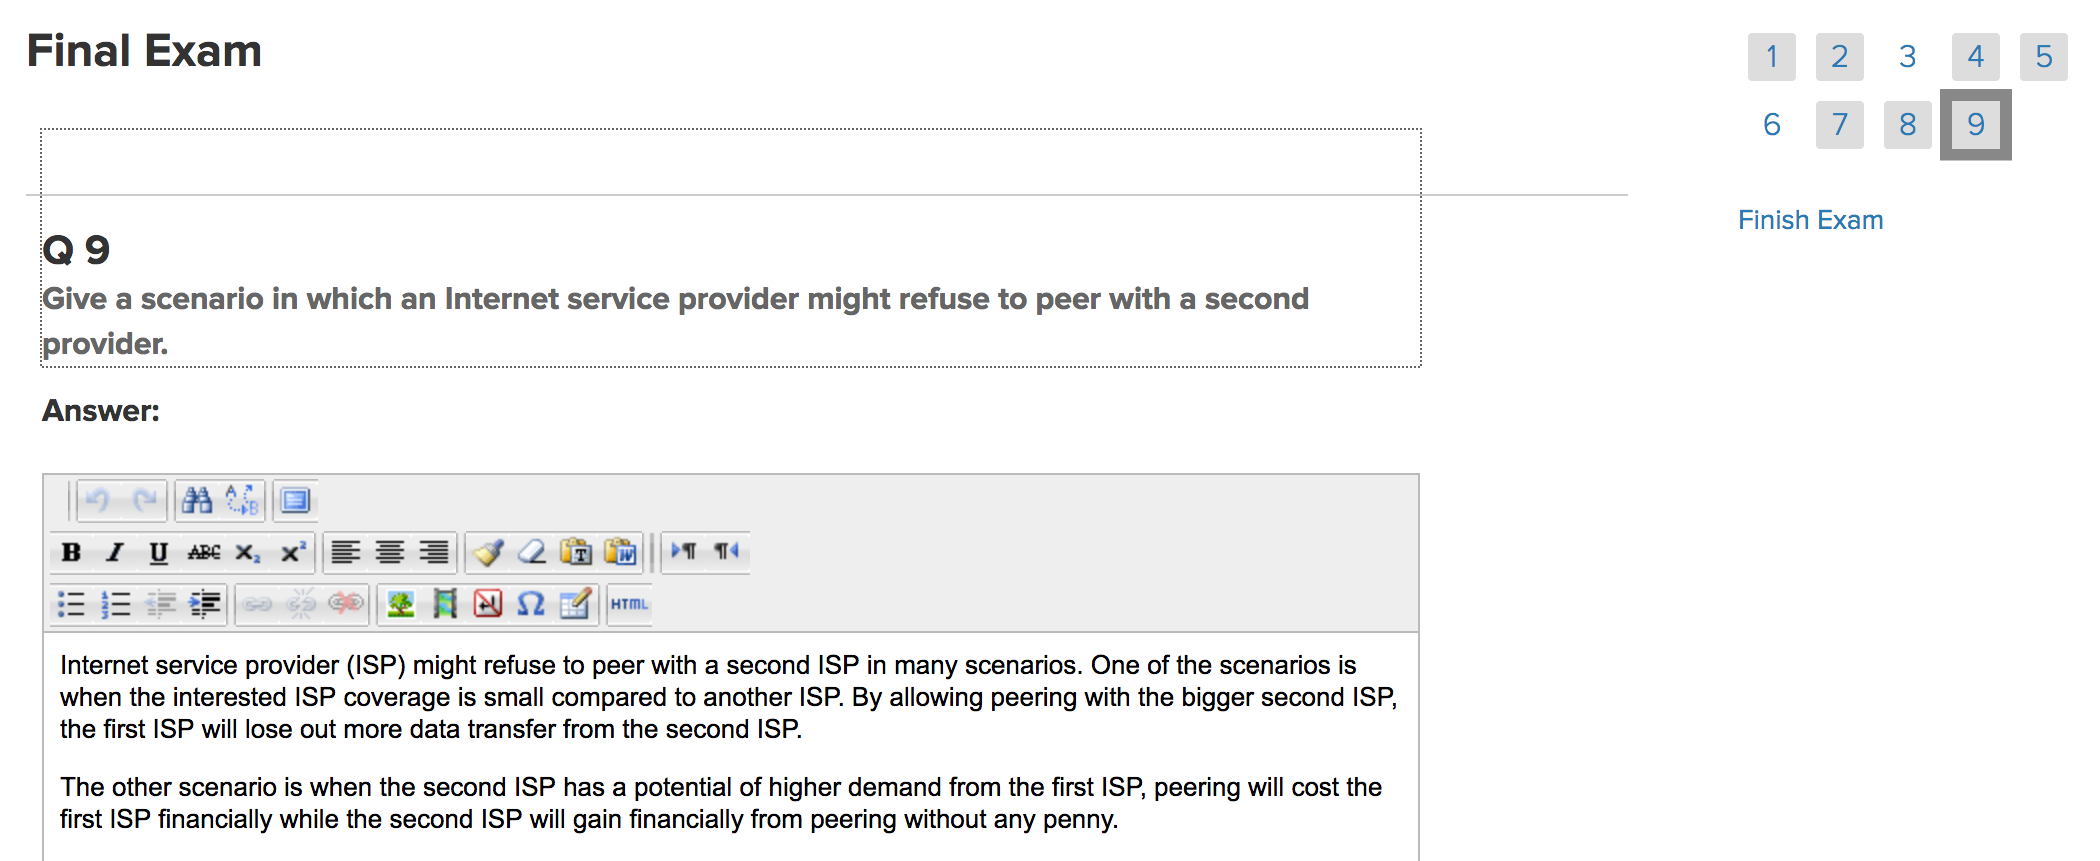 Final Exam
1 2 3 4 5
6 7 8 9
Finish Exam
Q 9
Give a scenario in which an Internet service provider might refuse to peer with a second
provider.
Answer:
B I U ABC X₂ X²
HTML
Internet service provider (ISP) might refuse to peer with a second ISP in many scenarios. One of the scenarios is
when the interested ISP coverage is small compared to another ISP. By allowing peering with the bigger second ISP,
the first ISP will lose out more data transfer from the second ISP.
The other scenario is when the second ISP has a potential of higher demand from the first ISP, peering will cost the
first ISP financially while the second ISP will gain financially from peering without any penny.